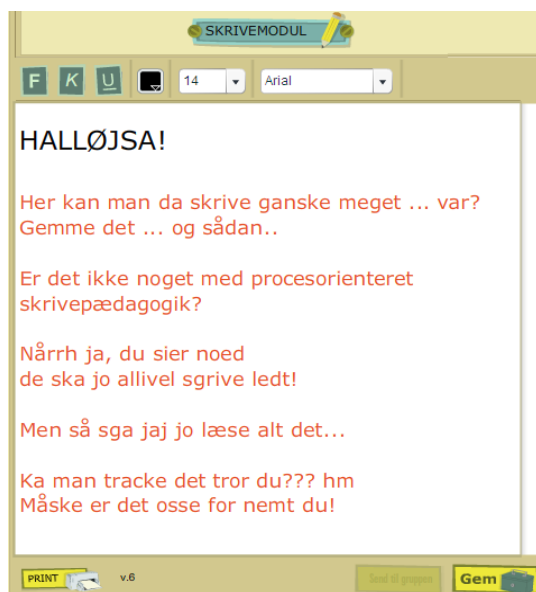 SKRIVEMODUL
F K U 14 Arial
HALLØJSA!
Her kan man da skrive ganske meget ... var?
Gemme det ... og sådan..
Er det ikke noget med procesorienteret
skrivepædagogik?
Nårrh ja, du sier noed
de ska jo allivel sgrive ledt!
Men så sga jaj jo læse alt det...
Ka man tracke det tror du??? hm
Måske er det osse for nemt du!
PRINT v.6 Send til gruppen Gem